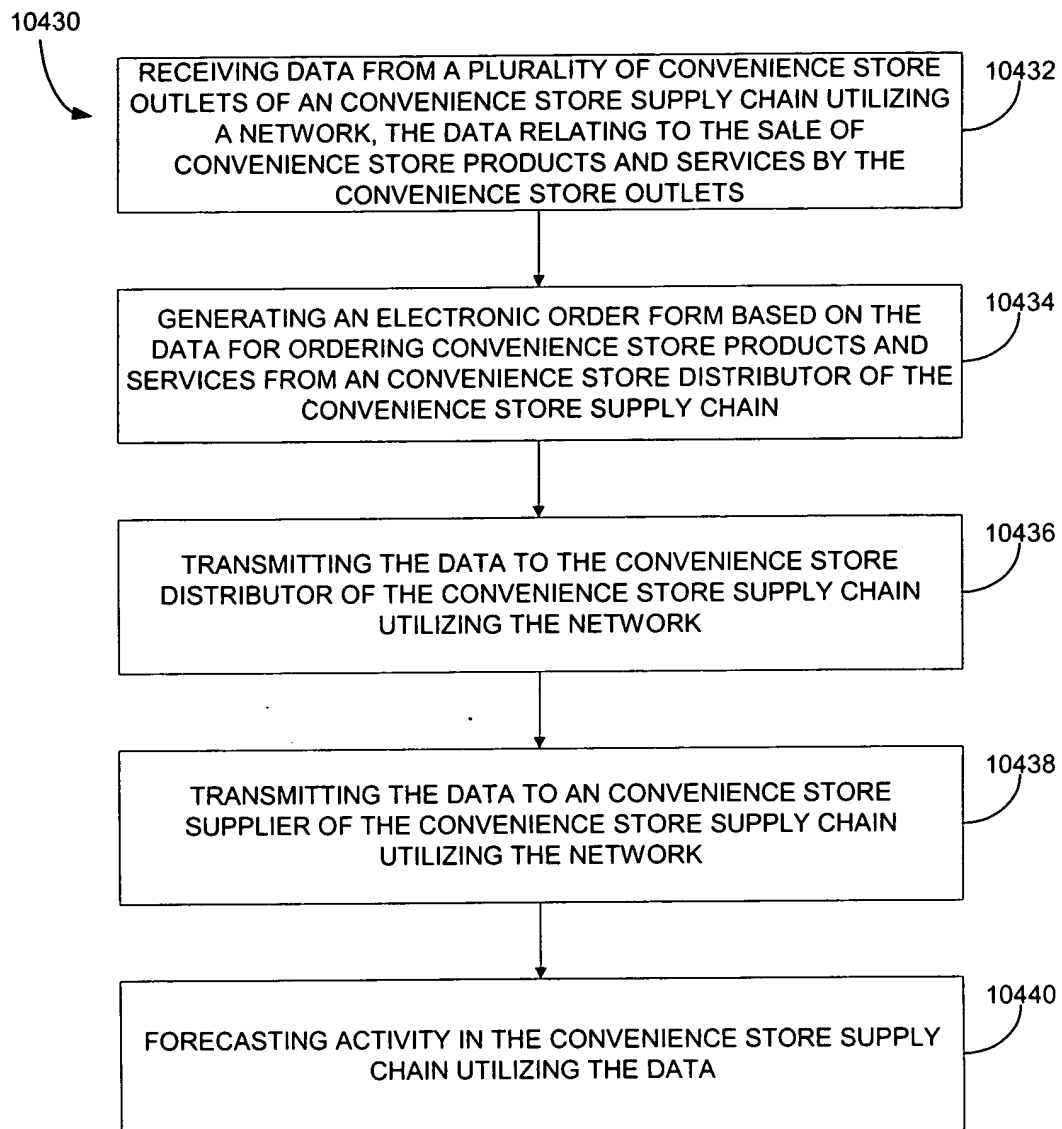 10430
RECEIVING DATA FROM A PLURALITY OF CONVENIENCE STORE
OUTLETS OF AN CONVENIENCE STORE SUPPLY CHAIN UTILIZING
A NETWORK, THE DATA RELATING TO THE SALE OF
CONVENIENCE STORE PRODUCTS AND SERVICES BY THE
CONVENIENCE STORE OUTLETS
10432
GENERATING AN ELECTRONIC ORDER FORM BASED ON THE
DATA FOR ORDERING CONVENIENCE STORE PRODUCTS AND
SERVICES FROM AN CONVENIENCE STORE DISTRIBUTOR OF THE
CONVENIENCE STORE SUPPLY CHAIN
10434
TRANSMITTING THE DATA TO THE CONVENIENCE STORE
DISTRIBUTOR OF THE CONVENIENCE STORE SUPPLY CHAIN
UTILIZING THE NETWORK
10436
TRANSMITTING THE DATA TO AN CONVENIENCE STORE
SUPPLIER OF THE CONVENIENCE STORE SUPPLY CHAIN
UTILIZING THE NETWORK
10438
FORECASTING ACTIVITY IN THE CONVENIENCE STORE SUPPLY
CHAIN UTILIZING THE DATA
10440